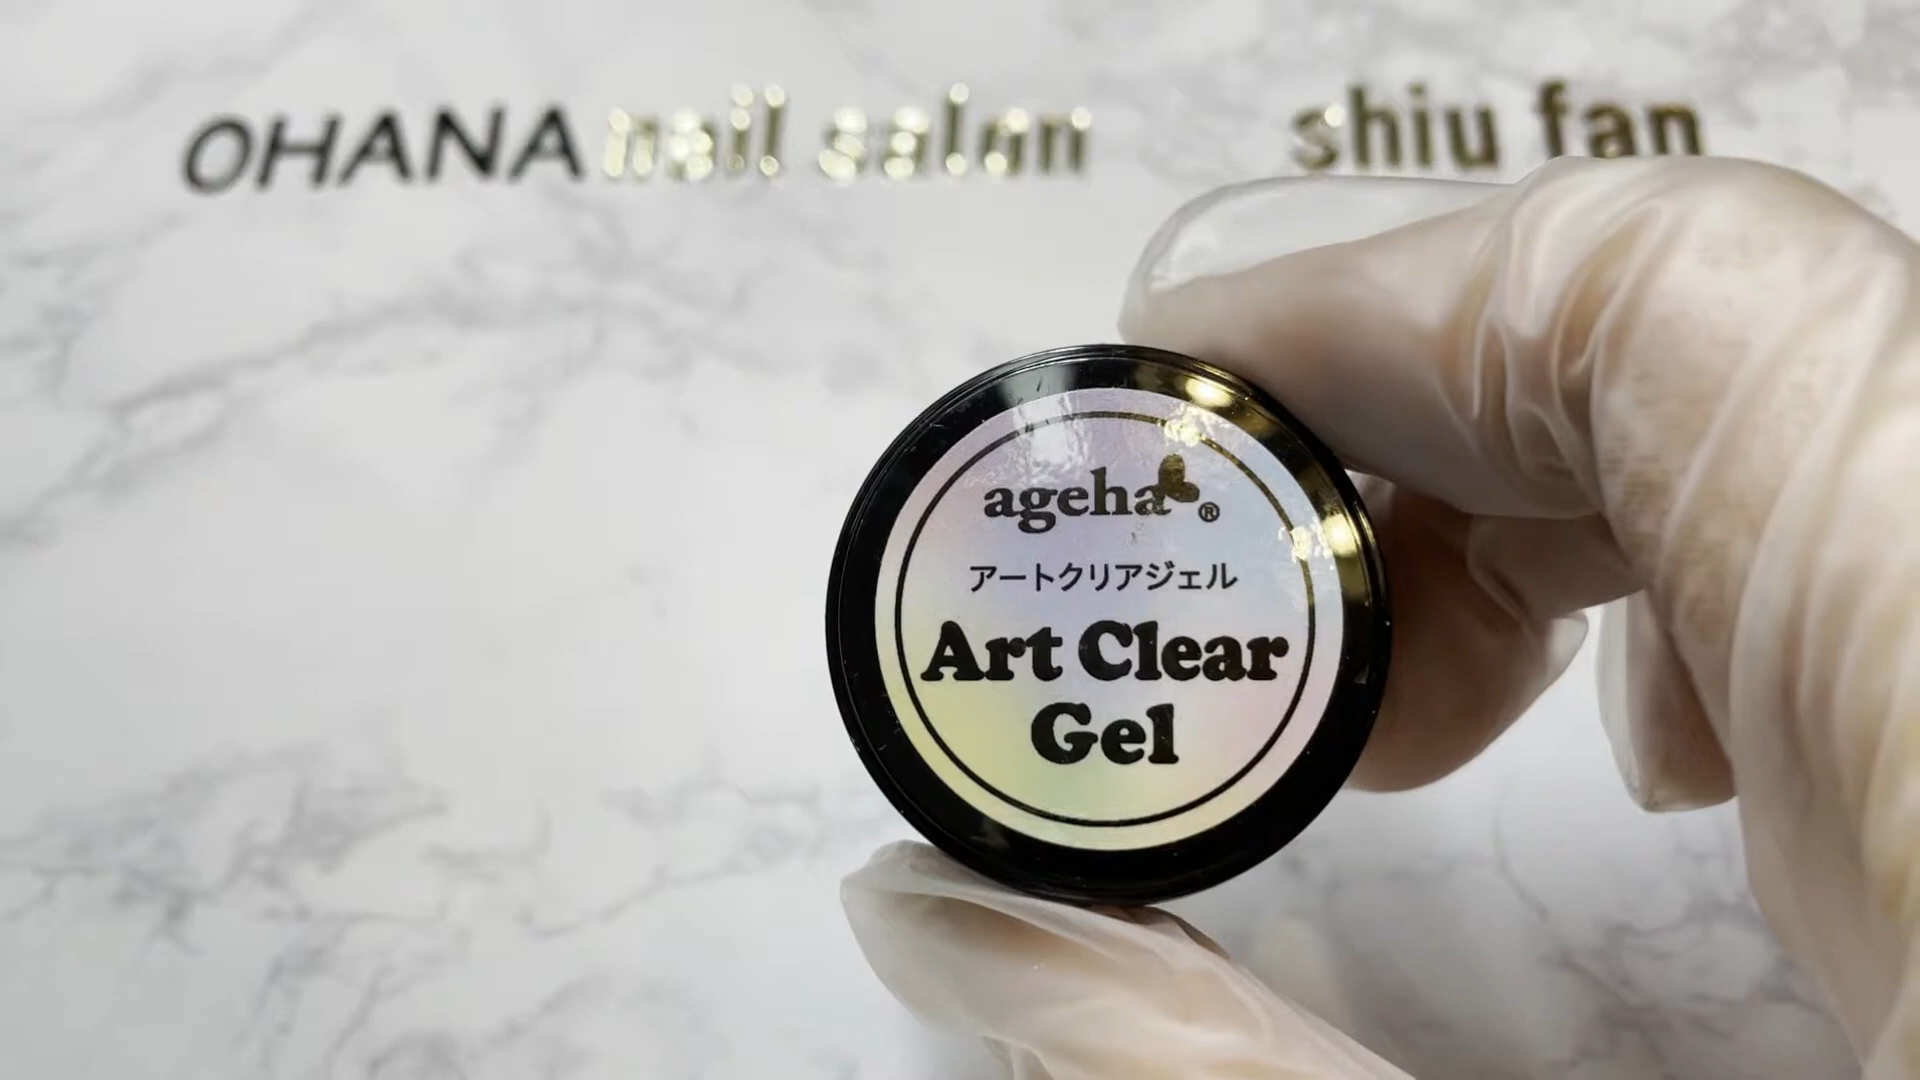 OHANA nail salon shiu fan
ageha®
アートクリアジェル
Art Clear
Gel